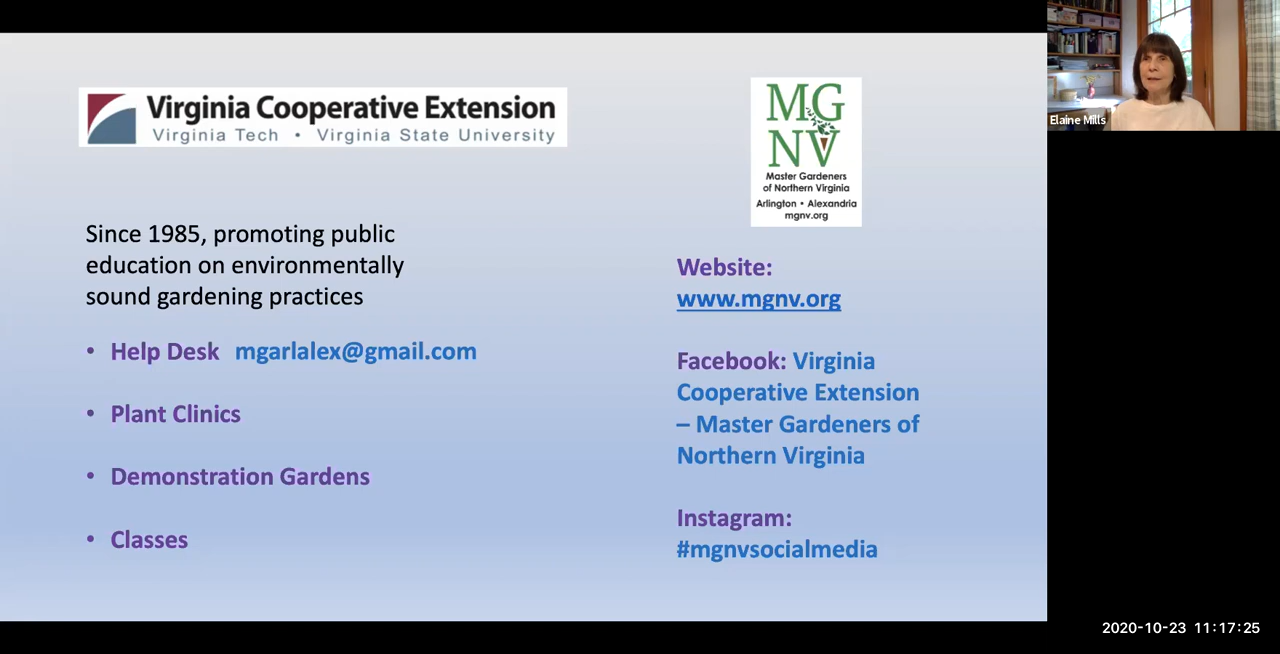 Virginia Cooperative Extension
Virginia Tech • Virginia State University
Since 1985, promoting public
education on environmentally
sound gardening practices
• Help Desk mgarlalex@gmail.com
• Plant Clinics
• Demonstration Gardens
• Classes
MG
NV
Master Gardeners
of Northern Virginia
Arlington • Alexandria
mgnv.org
Website:
www.mgnv.org
Facebook: Virginia
Cooperative Extension
– Master Gardeners of
Northern Virginia
Instagram:
#mgnvsocialmedia
Elaine Mills
2020-10-23 11:17:25